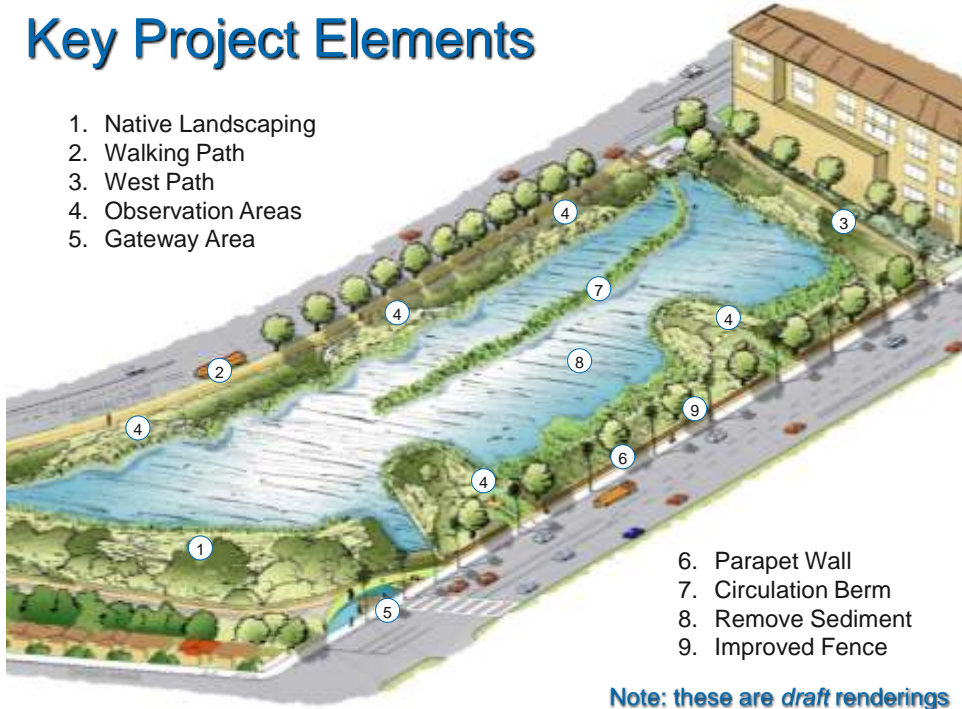 Key Project Elements
1. Native Landscaping
2. Walking Path
3. West Path
4. Observation Areas
5. Gateway Area
4
3
7
4
4
8
2
9
4
6
4
1
5
6. Parapet Wall
7. Circulation Berm
8. Remove Sediment
9. Improved Fence
Note: these are draft renderings